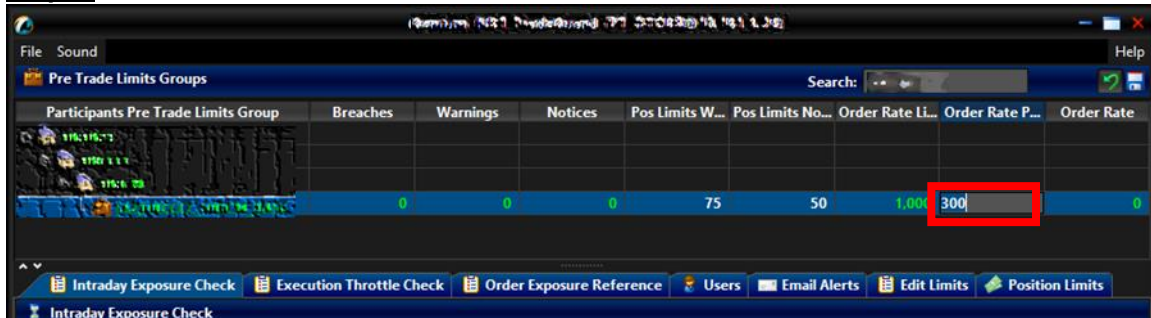 File Sound Help
Pre Trade Limits Groups Search:
Participants Pre Trade Limits Group Breaches Warnings Notices Pos Limits W... Pos Limits No... Order Rate Li... Order Rate P... Order Rate
0 0 0 75 50 1,000 300 0
Intraday Exposure Check Execution Throttle Check Order Exposure Reference Users Email Alerts Edit Limits Position Limits
Intraday Exposure Check